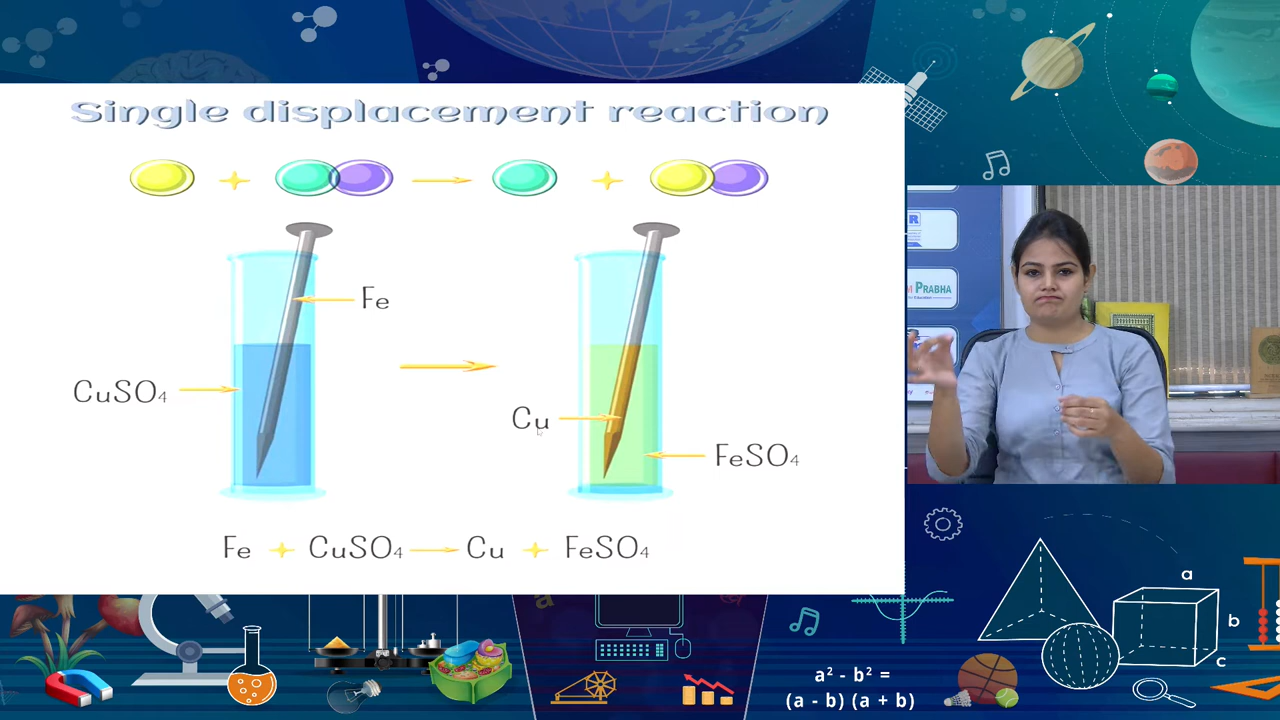 Single displacement reaction
Fe
CuSO₄
Cu
FeSO₄
Fe + CuSO₄ → Cu + FeSO₄
R
PRABHA
a
b
c
a² - b² =
(a - b) (a + b)